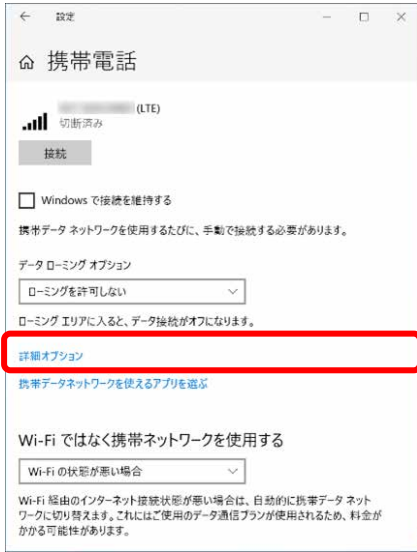 設定
携帯電話
(LTE)
切断済み
接続
Windows で接続を維持する
携帯データ ネットワークを使用するたびに、手動で接続する必要があります。
データ ローミング オプション
ローミングを許可しない
ローミング エリアに入ると、データ接続がオフになります。
詳細オプション
携帯データネットワークを使えるアプリを選ぶ
Wi-Fi ではなく携帯ネットワークを使用する
Wi-Fi の状態が悪い場合
Wi-Fi 経由のインターネット接続状態が悪い場合は、自動的に携帯データ ネット
ワークに切り替えます。これにはご使用のデータ通信プランが使用されるため、料金が
かかる可能性があります。